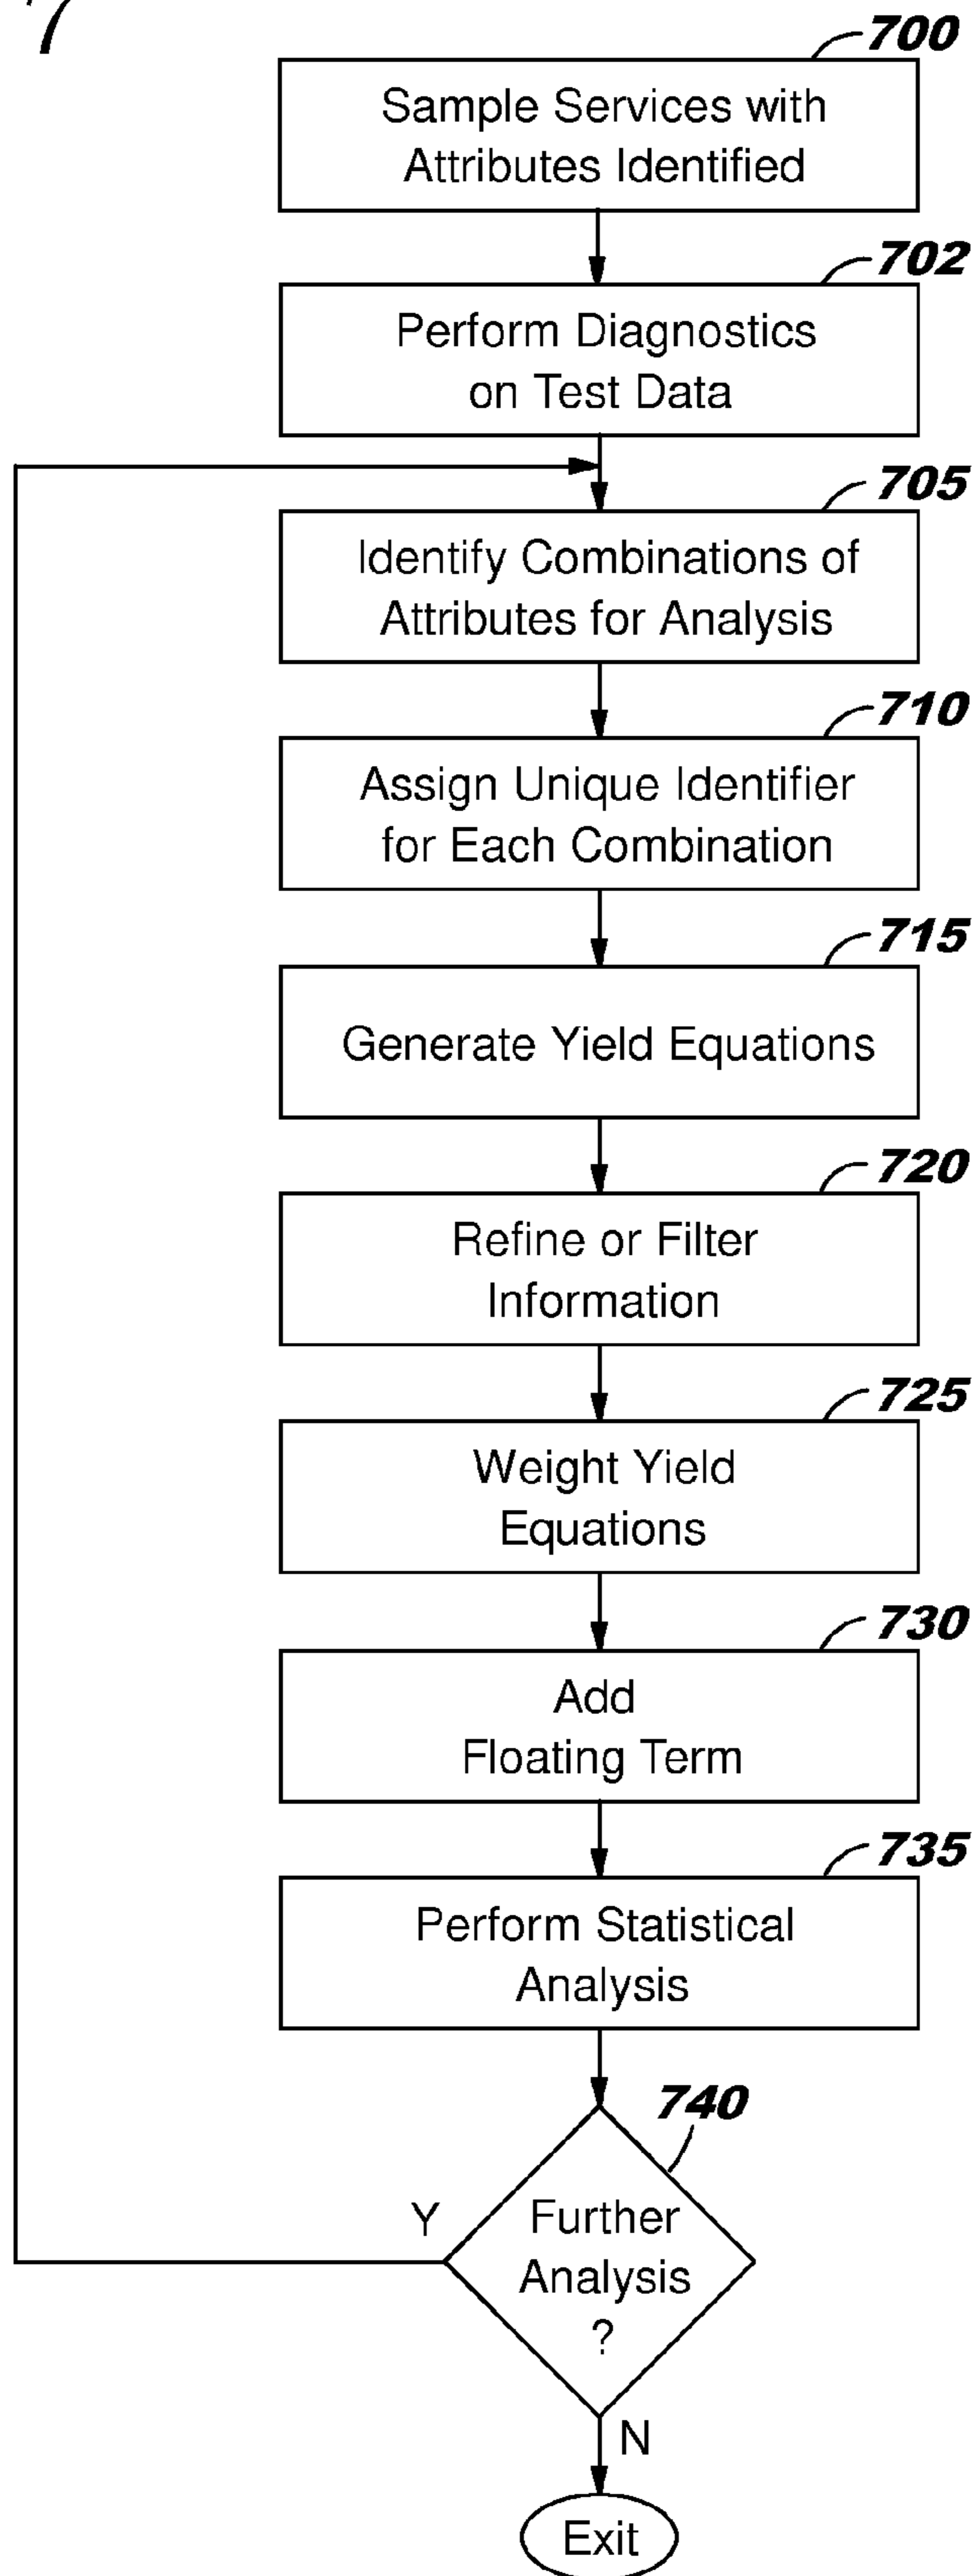 7
700
Sample Services with
Attributes Identified
702
Perform Diagnostics
on Test Data
705
Identify Combinations of
Attributes for Analysis
710
Assign Unique Identifier
for Each Combination
715
Generate Yield Equations
720
Refine or Filter
Information
725
Weight Yield
Equations
730
Add
Floating Term
735
Perform Statistical
Analysis
740
Further
Analysis
?
Y
N
Exit